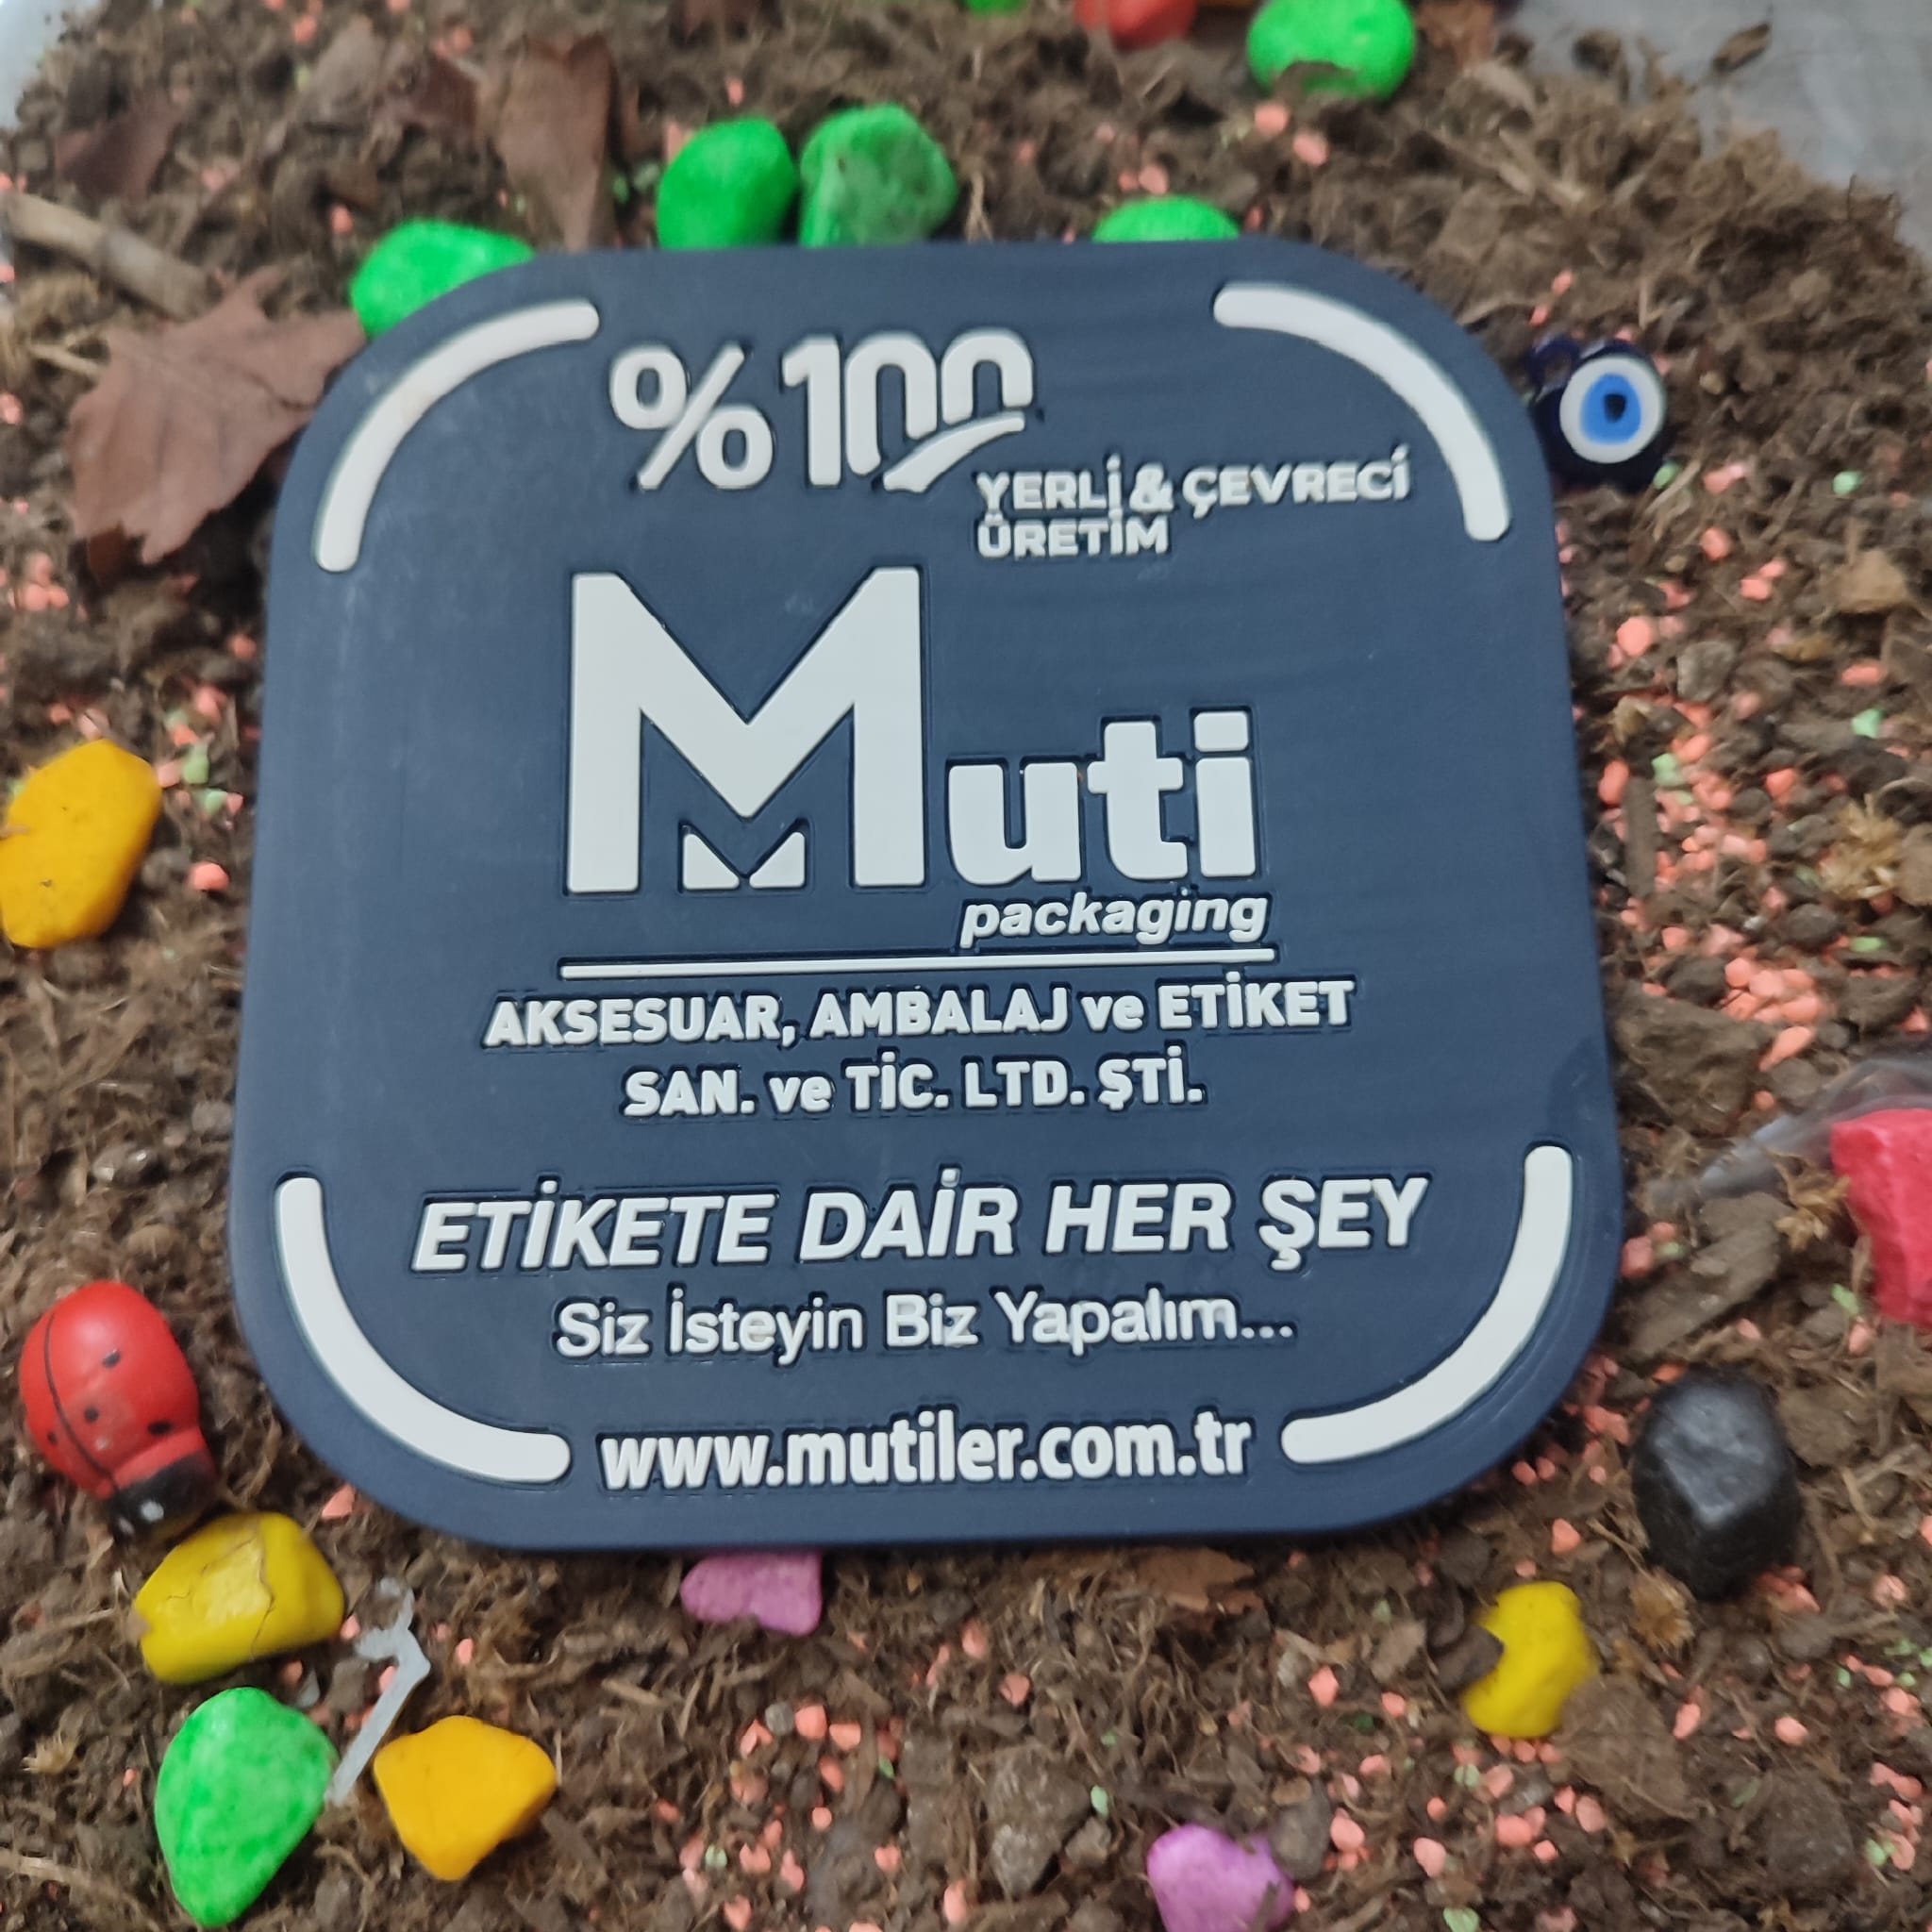 %100
YERLİ & ÇEVRECİ
ÜRETİM
Muti
packaging
AKSESUAR, AMBALAJ ve ETİKET
SAN. ve TİC. LTD. ŞTİ.
ETİKETE DAİR HER ŞEY
Siz İsteyin Biz Yapalım...
www.mutiler.com.tr